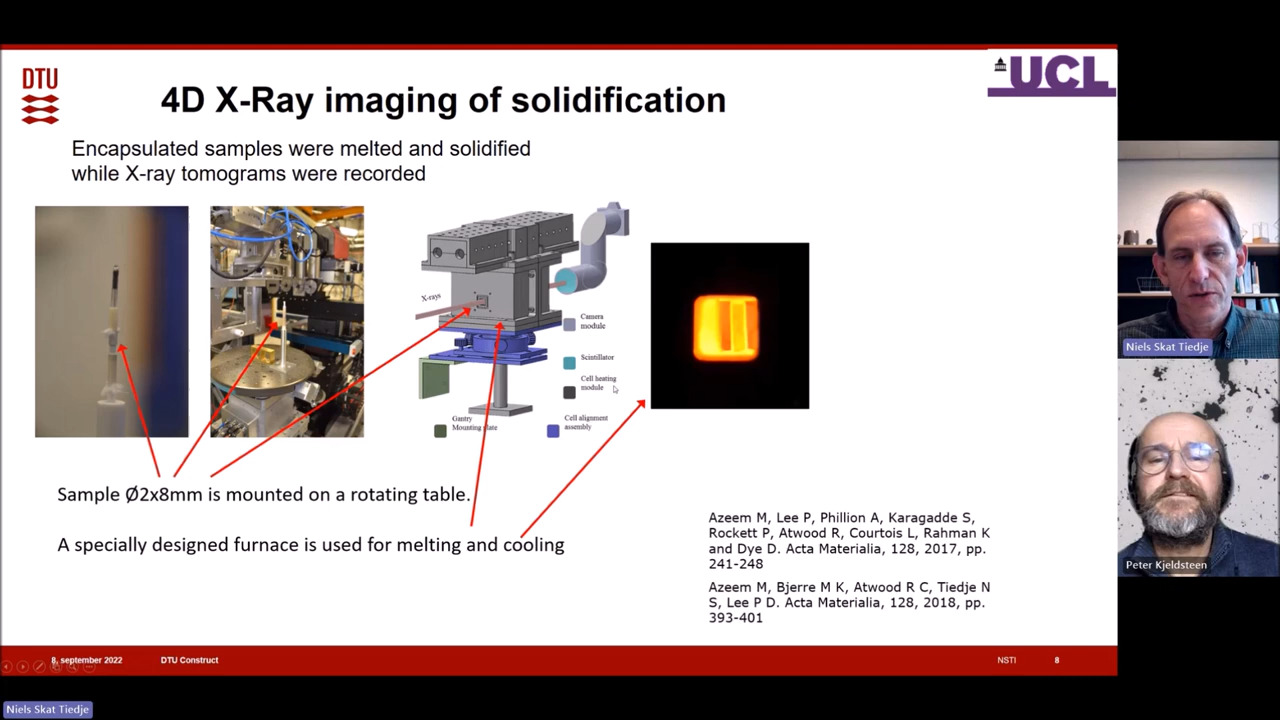 DTU
UCL
4D X-Ray imaging of solidification
Encapsulated samples were melted and solidified
while X-ray tomograms were recorded
X-rays
Camera
module
Scintillator
Cell heating
module
Gantry
Mounting plate
Cell alignment
assembly
Sample Ø2x8mm is mounted on a rotating table.
A specially designed furnace is used for melting and cooling
Azeem M, Lee P, Phillion A, Karagadde S,
Rockett P, Atwood R, Courtois L, Rahman K
and Dye D. Acta Materialia, 128, 2017, pp.
241-248
Azeem M, Bjerre M K, Atwood R C, Tiedje N
S, Lee P D. Acta Materialia, 128, 2018, pp.
393-401
8. september 2022
DTU Construct
NSTI
8
Niels Skat Tiedje
Peter Kjeldsteen
Niels Skat Tiedje